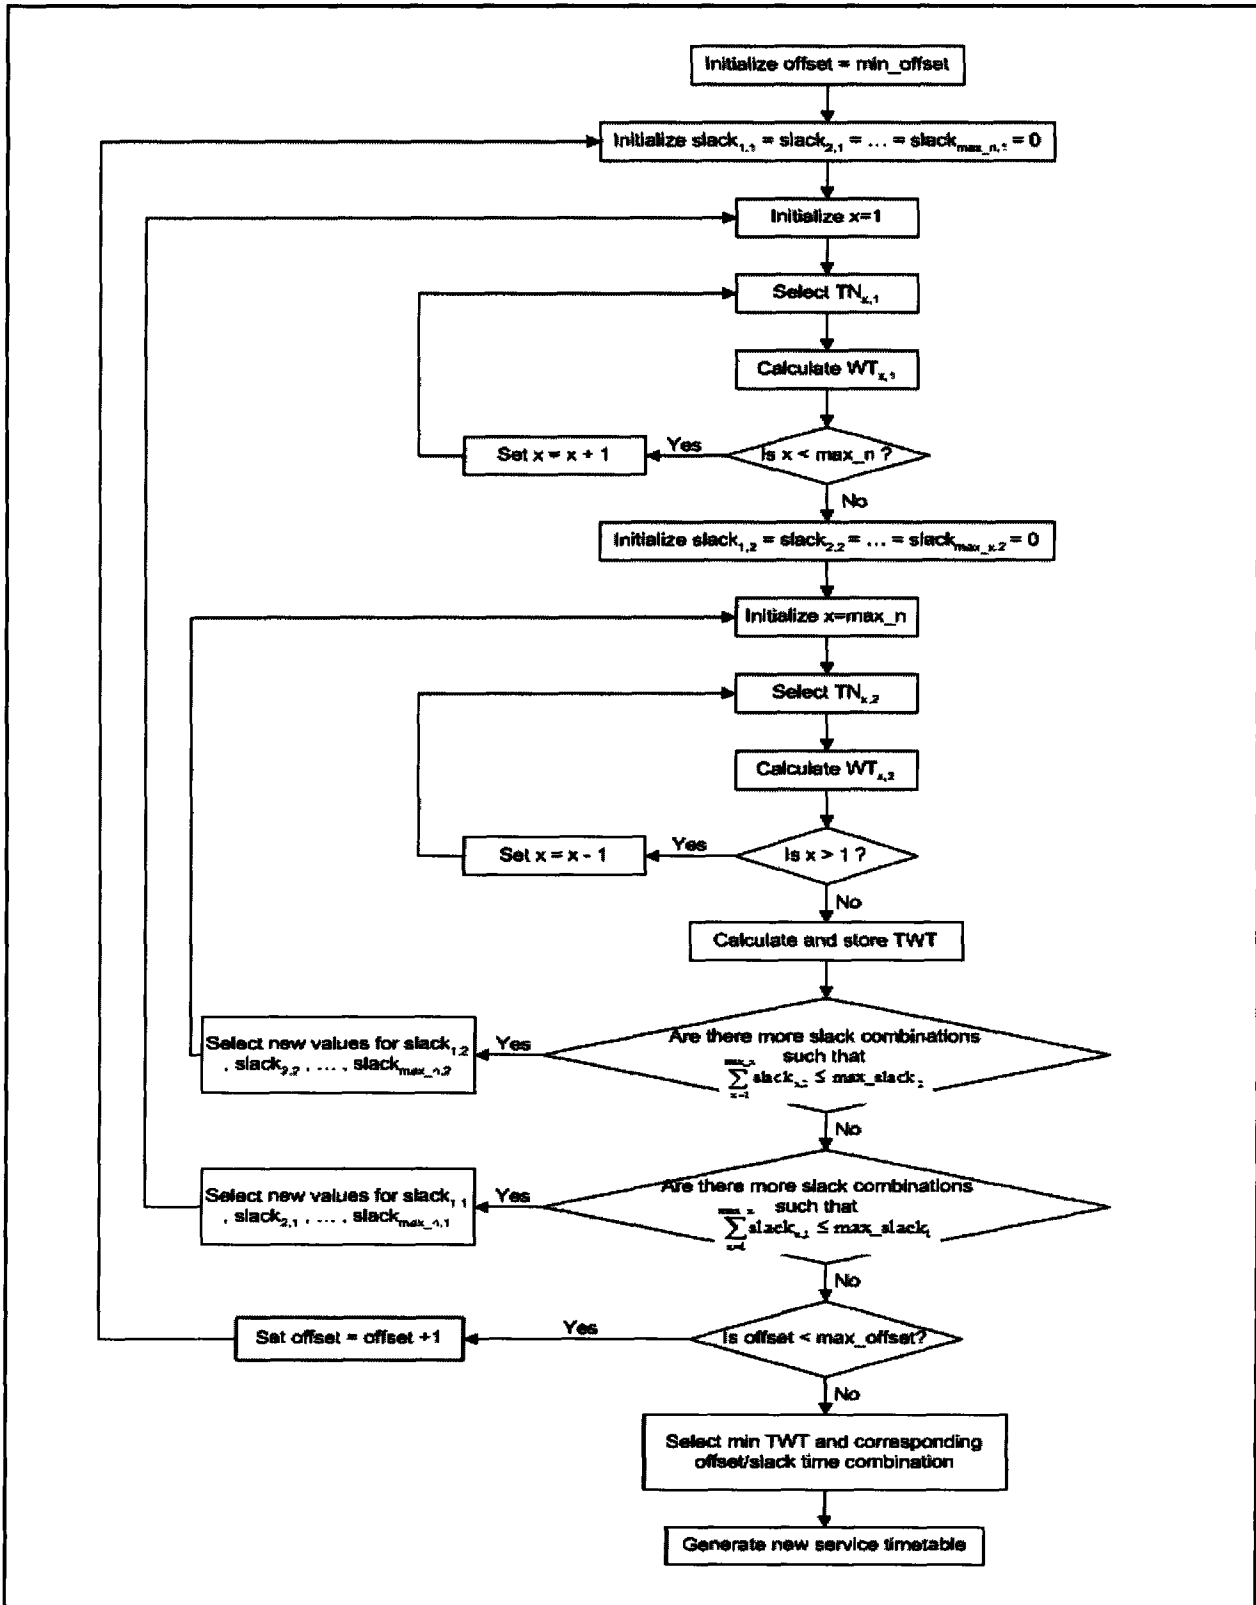 Initialize offset = min_offset
Initialize slack1,1 = slack2,1 = ... = slackmax_n,1 = 0
Initialize x=1
Select TNx,1
Calculate WTx,1
Is x < max_n ?
Yes
Set x = x + 1
No
Initialize slack1,2 = slack2,2 = ... = slackmax_x,2 = 0
Initialize x=max_n
Select TNx,2
Calculate WTx,2
Is x > 1 ?
Yes
Set x = x - 1
No
Calculate and store TWT
Are there more slack combinations
such that
∑ slackx,2 ≤ max_slack2
Yes
Select new values for slack1,2
, slack2,2 , ... , slackmax_n,2
No
Are there more slack combinations
such that
∑ slackx,1 ≤ max_slack1
Yes
Select new values for slack1,1
, slack2,1 , ... , slackmax_n,1
No
Is offset < max_offset?
Yes
Set offset = offset +1
No
Select min TWT and corresponding
offset/slack time combination
Generate new service timetable